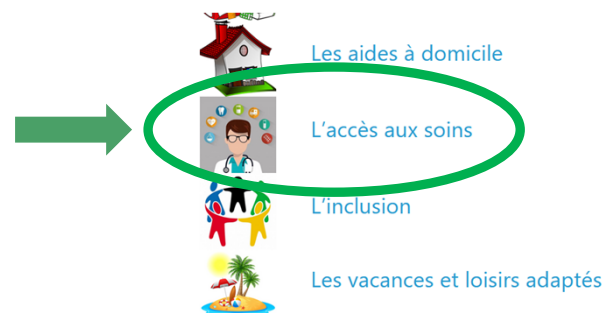 Les aides à domicile
L'accès aux soins
L'inclusion
Les vacances et loisirs adaptés